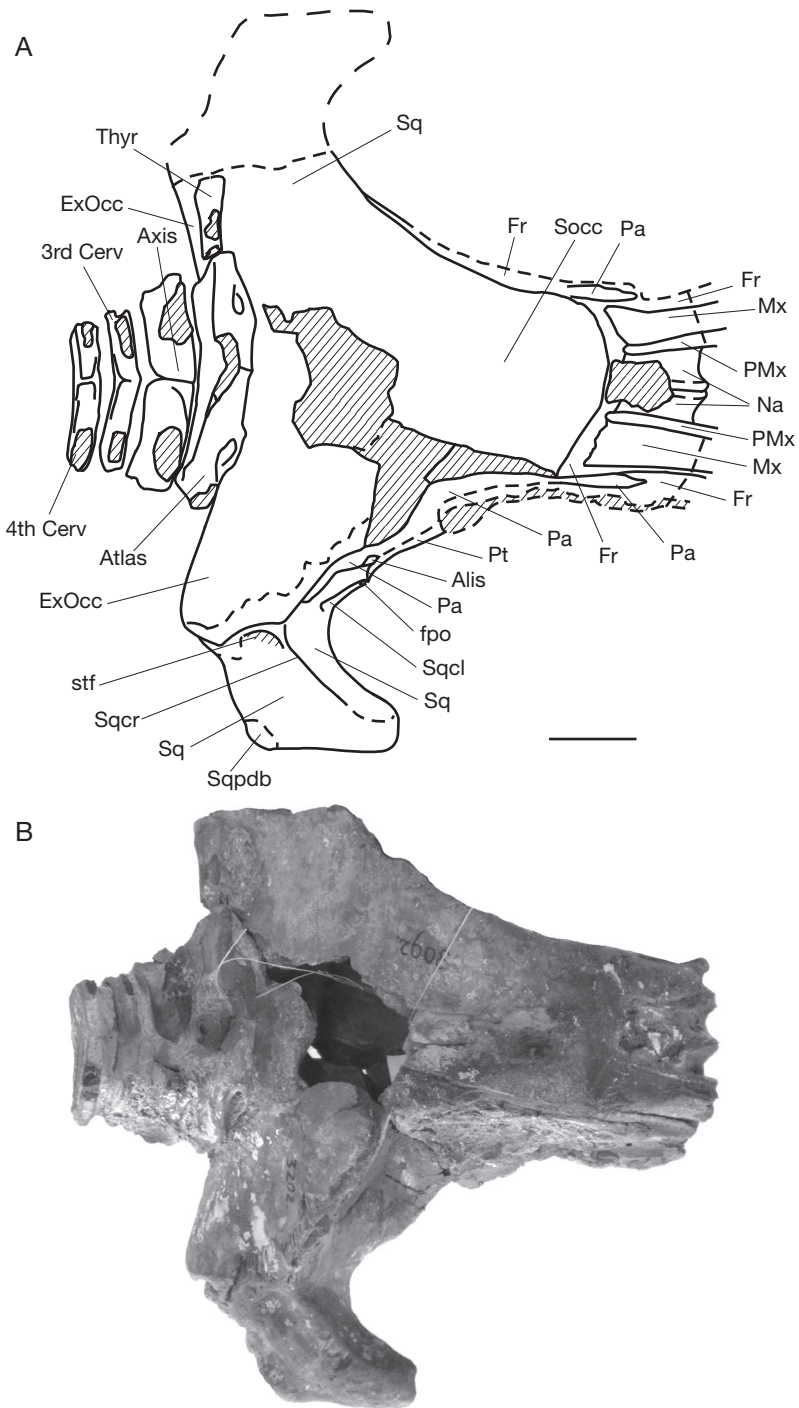 A
Thyr
Sq
ExOcc
Axis
3rd Cerv
Fr
Socc
Pa
Fr
Mx
PMx
Na
PMx
Mx
Fr
4th Cerv
Atlas
Pa
Fr
Pa
Pt
Alis
ExOcc
Pa
fpo
Sqcl
stf
Sq
Sqcr
Sq
Sqpdb
B
3092
3202